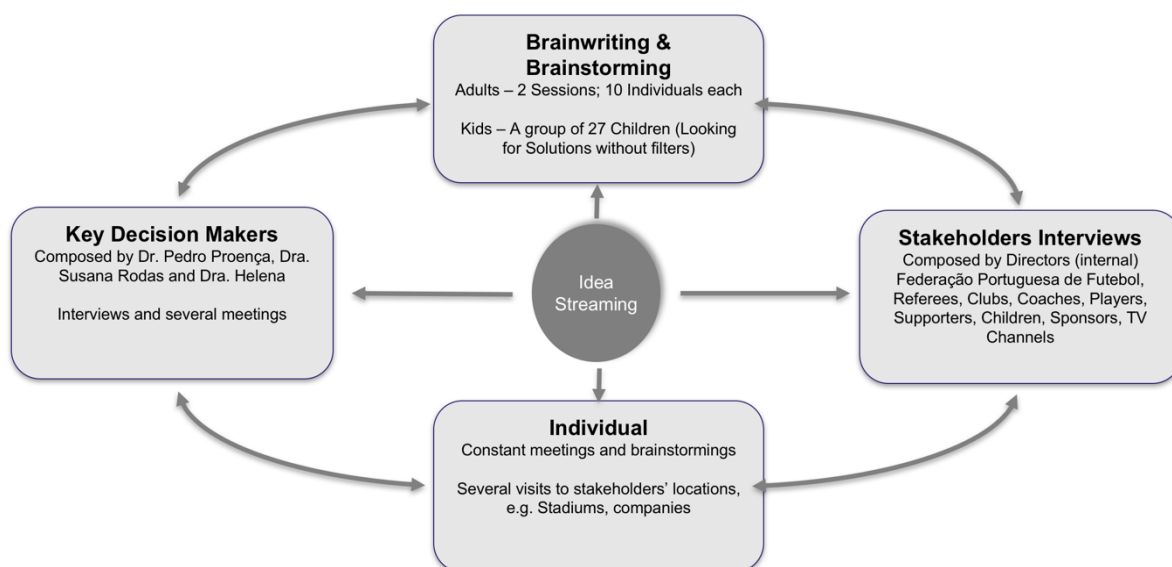 Brainwriting &
Brainstorming
Adults – 2 Sessions; 10 Individuals each
Kids – A group of 27 Children (Looking
for Solutions without filters)
Key Decision Makers
Composed by Dr. Pedro Proença, Dra.
Susana Rodas and Dra. Helena
Interviews and several meetings
Idea
Streaming
Stakeholders Interviews
Composed by Directors (internal)
Federação Portuguesa de Futebol,
Referees, Clubs, Coaches, Players,
Supporters, Children, Sponsors, TV
Channels
Individual
Constant meetings and brainstormings
Several visits to stakeholders’ locations,
e.g. Stadiums, companies